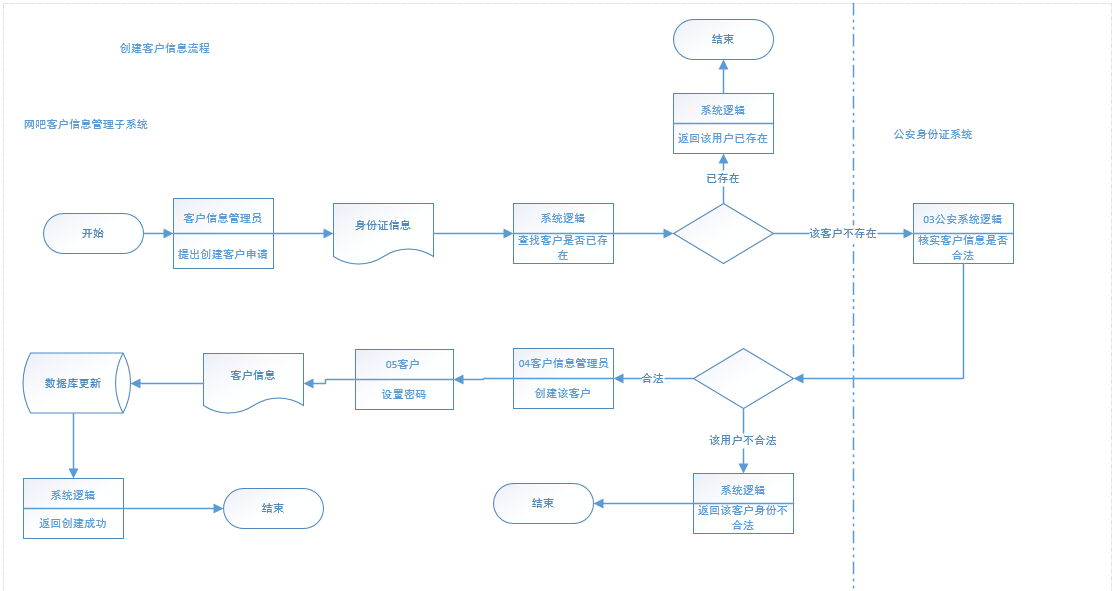 创建客户信息流程
结束
网吧客户信息管理子系统
系统逻辑
返回该用户已存在
公安身份证系统
已存在
开始
客户信息管理员
提出创建客户申请
身份证信息
系统逻辑
查找客户是否已存
在
该客户不存在
03公安系统逻辑
核实客户信息是否
合法
数据库更新
客户信息
05客户
设置密码
04客户信息管理员
创建该客户
合法
该用户不合法
系统逻辑
返回创建成功
结束
结束
系统逻辑
返回该客户身份不
合法